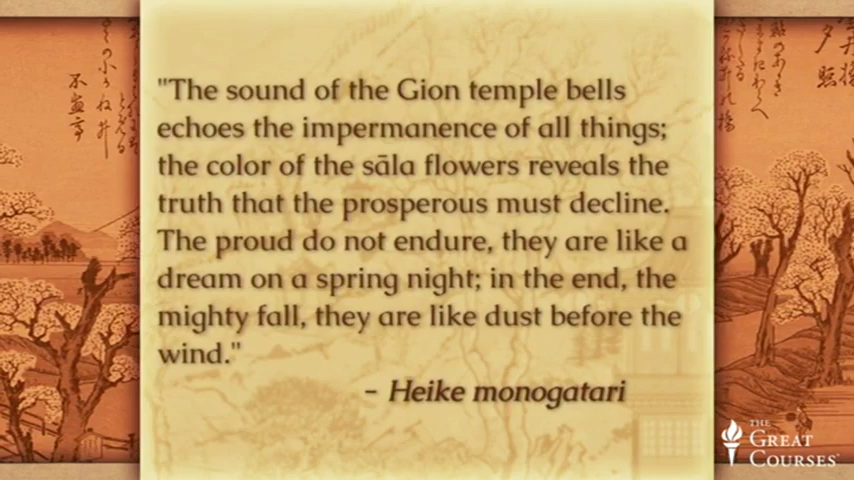 "The sound of the Gion temple bells
echoes the impermanence of all things;
the color of the sāla flowers reveals the
truth that the prosperous must decline.
The proud do not endure, they are like a
dream on a spring night; in the end, the
mighty fall, they are like dust before the
wind."
– Heike monogatari
THE
GREAT
COURSES